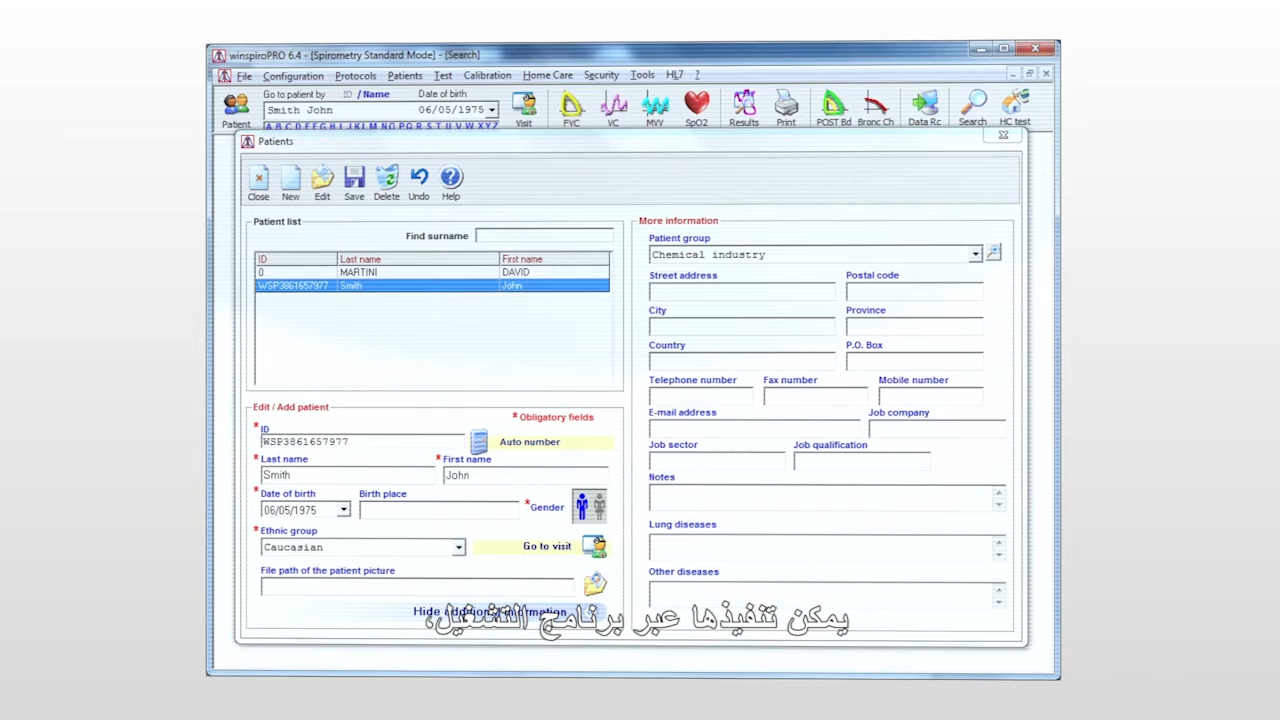 winspiroPRO 6.4 - [Spirometry Standard Mode] - [Search]
File Configuration Protocols Patients Test Calibration Home Care Security Tools HL7 ?
Go to patient by ID / Name Date of birth
Smith John 06/05/1975
A B C D E F G H I J K L M N O P Q R S T U V W X Y Z
Patient Visit FVC VC MVV SpO2 Results Print POST Bd Bronc Ch Data Rc Search HC test
Patients
Close New Edit Save Delete Undo Help
Patient list
Find surname
ID Last name First name
0 MARTINI DAVID
WSP3861657977 Smith John
Edit / Add patient
* Obligatory fields
* ID
WSP3861657977
Auto number
* Last name * First name
Smith John
* Date of birth Birth place
06/05/1975
* Gender
* Ethnic group
Caucasian
Go to visit
File path of the patient picture
Hide additional information
More information
Patient group
Chemical industry
Street address Postal code
City Province
Country P.O. Box
Telephone number Fax number Mobile number
E-mail address Job company
Job sector Job qualification
Notes
Lung diseases
Other diseases
يمكن تنفيذها عبر برنامج التشغيل،